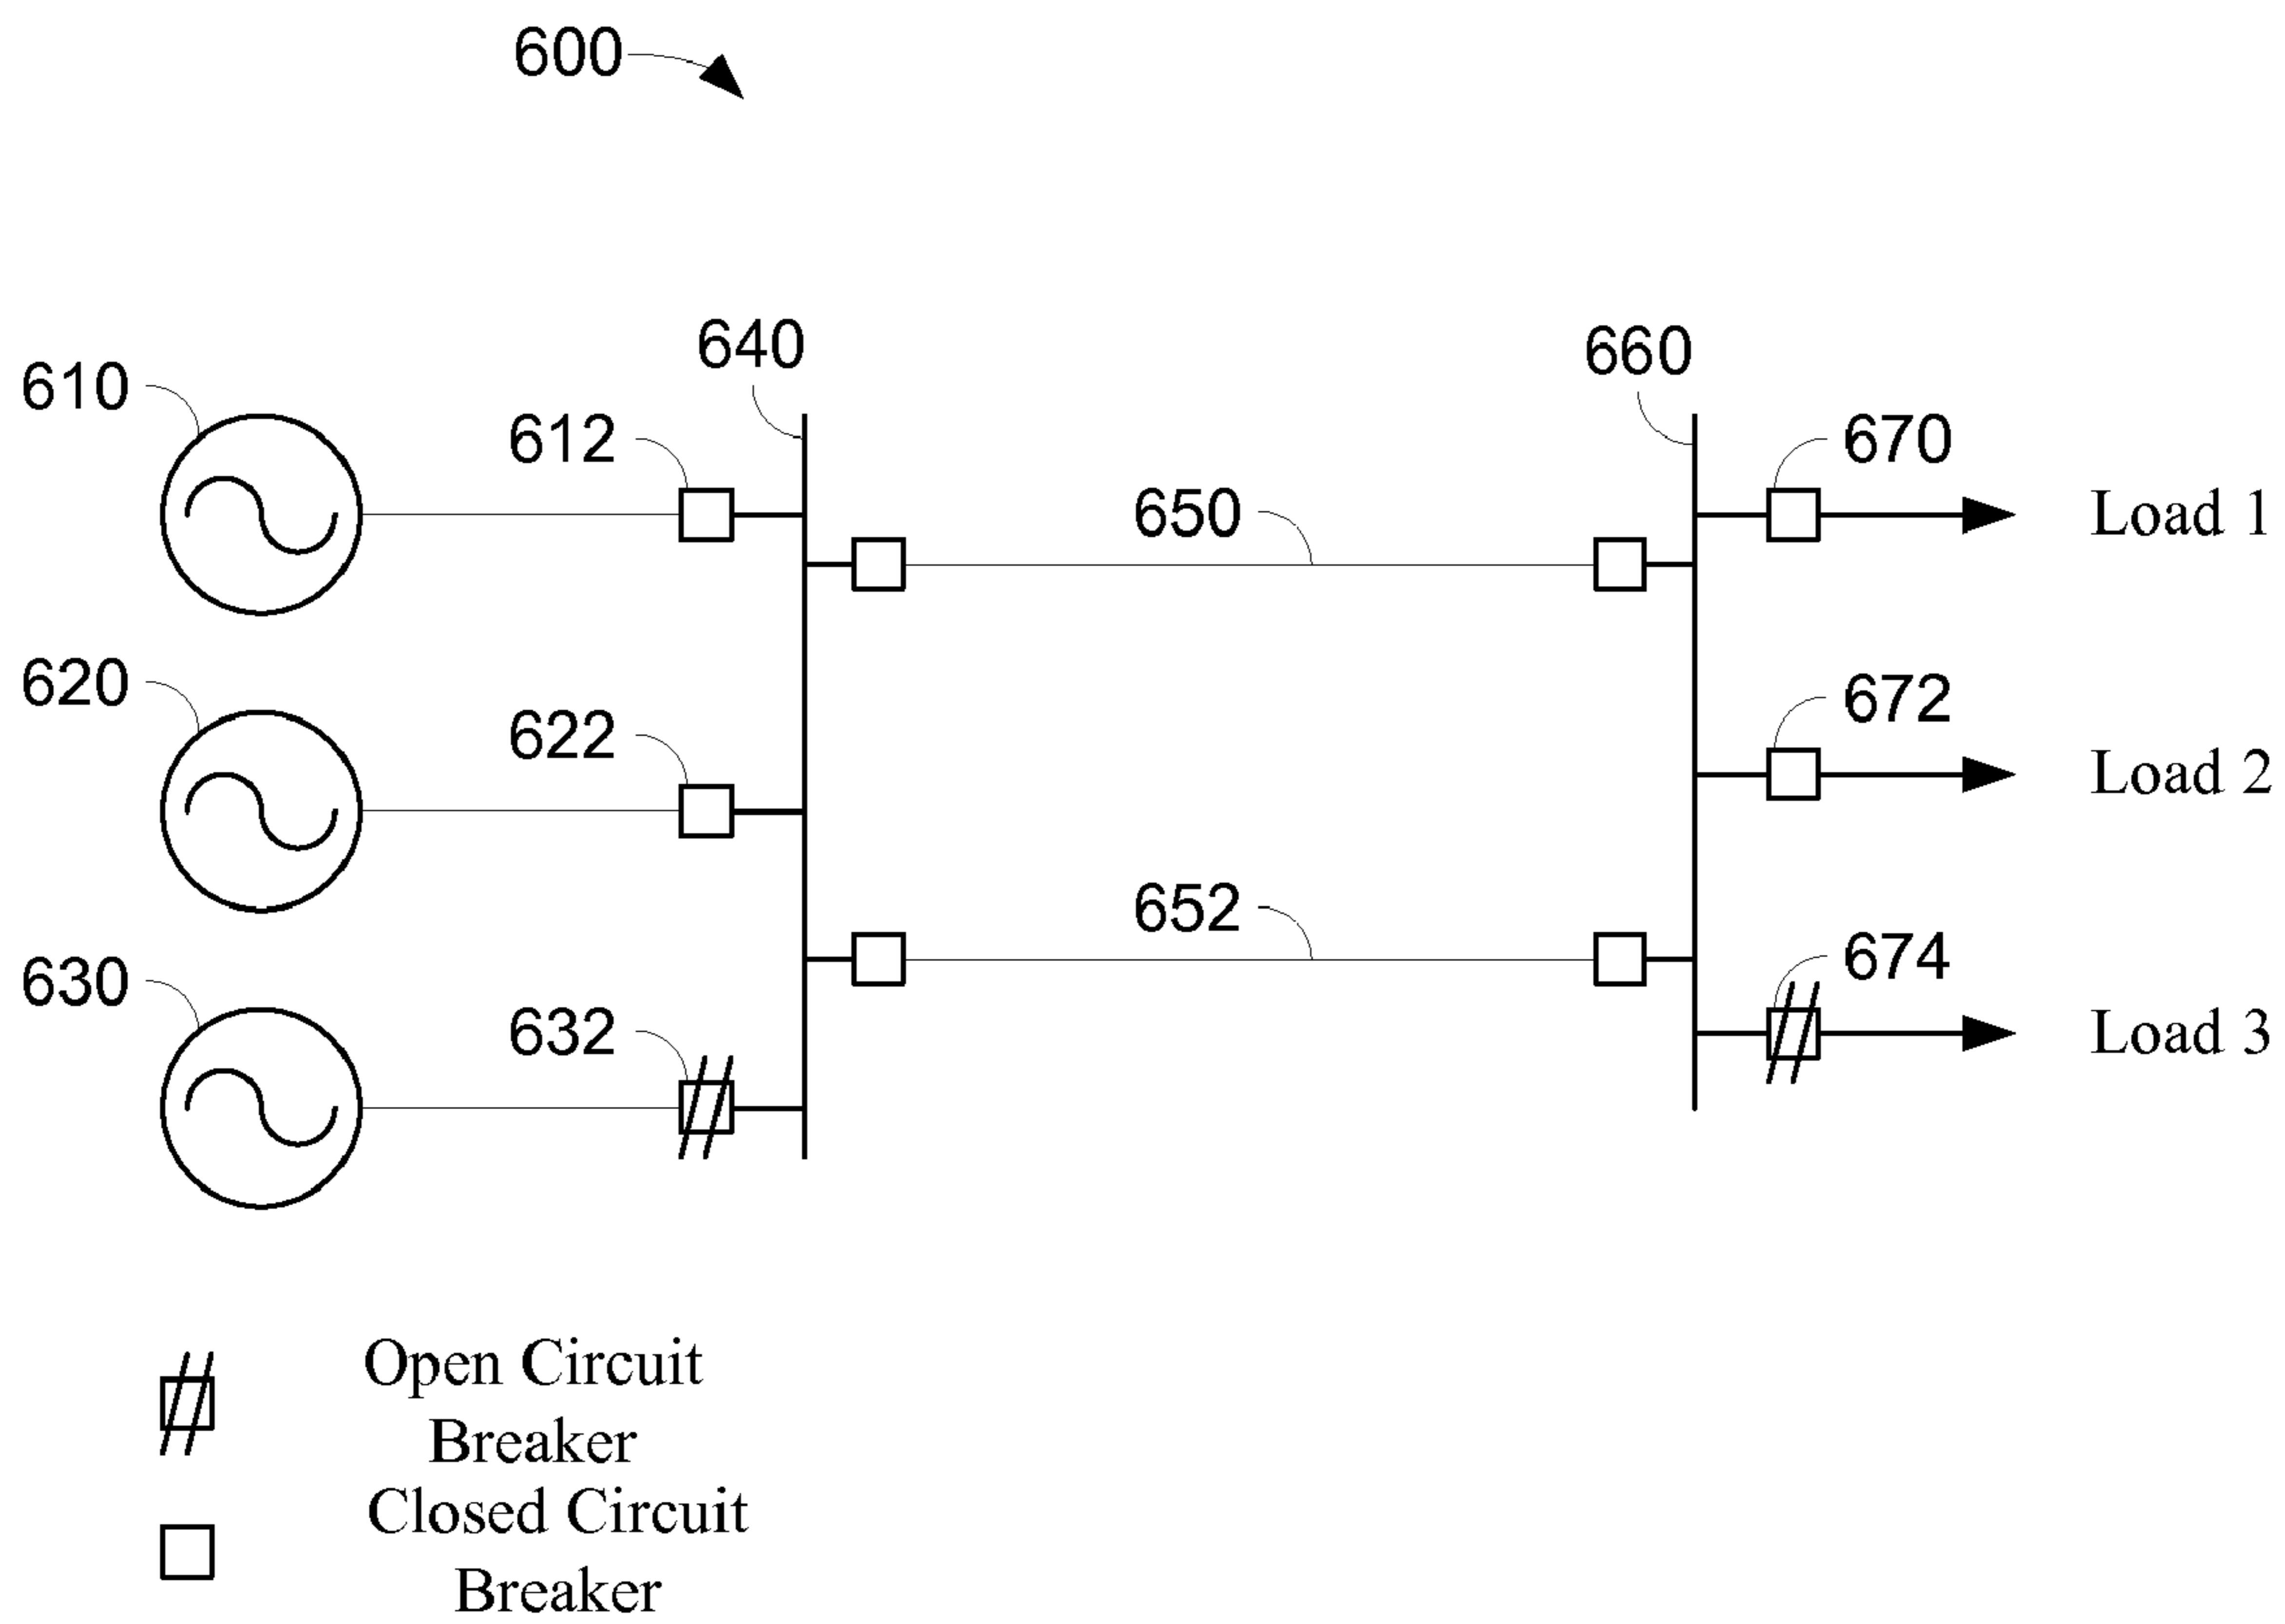 600
640
660
610
612
670
650
Load 1
620
622
672
Load 2
652
630
632
674
Load 3
Open Circuit
Breaker
Closed Circuit
Breaker